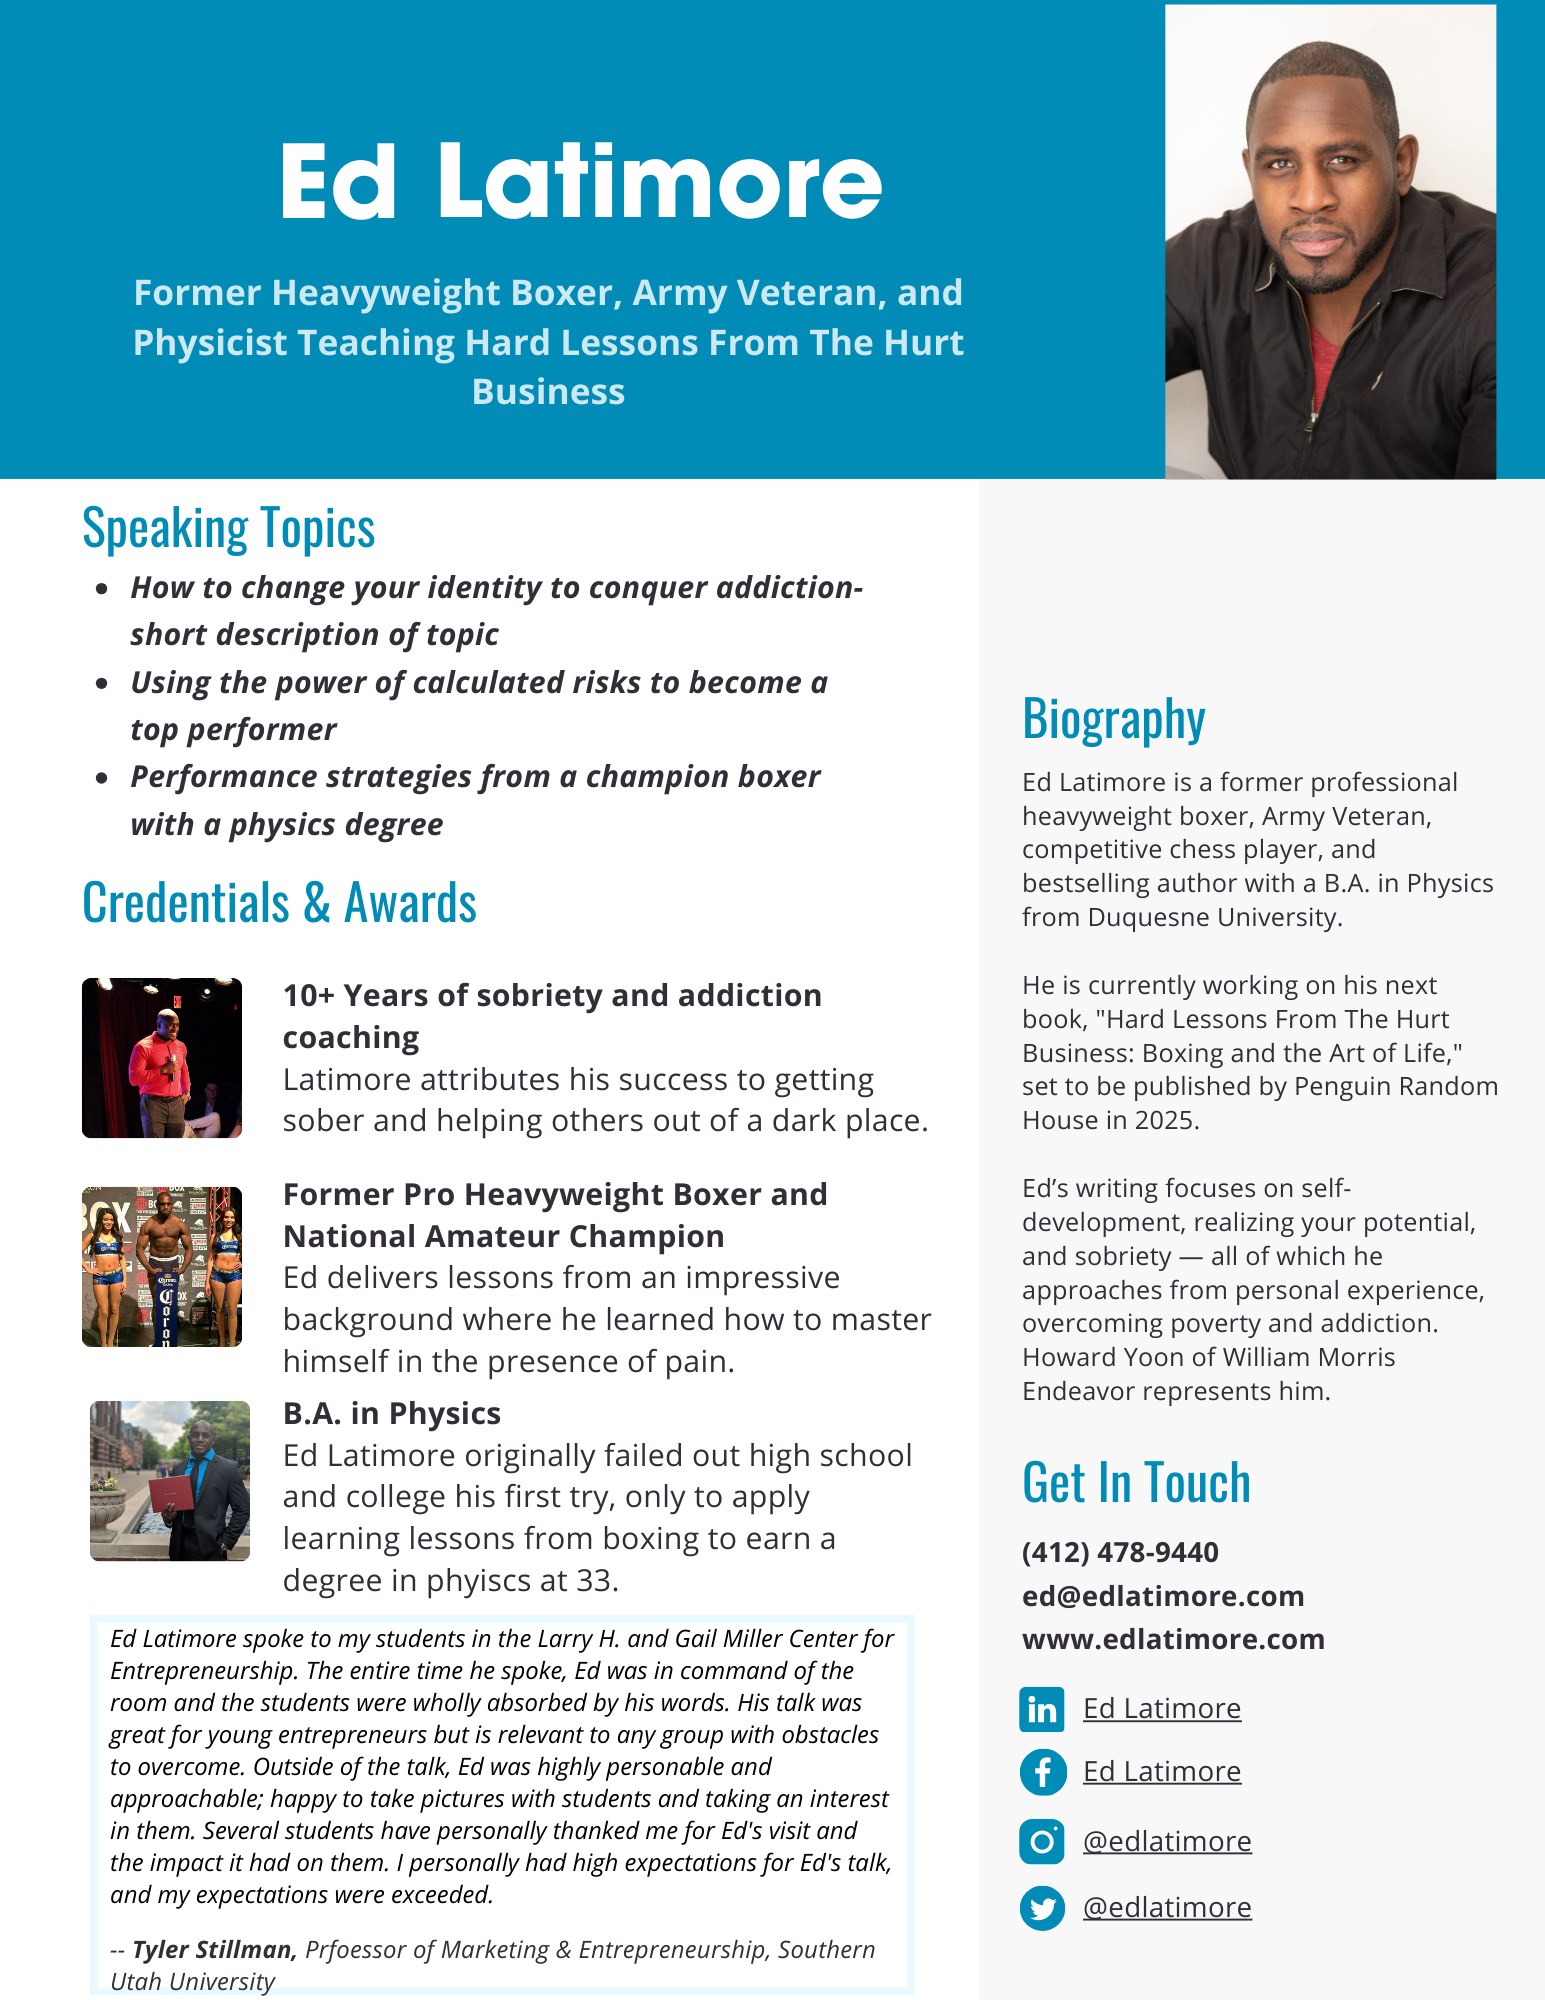 Ed Latimore
Former Heavyweight Boxer, Army Veteran, and
Physicist Teaching Hard Lessons From The Hurt
Business
Speaking Topics
• How to change your identity to conquer addiction-
short description of topic
• Using the power of calculated risks to become a
top performer
• Performance strategies from a champion boxer
with a physics degree
Credentials & Awards
10+ Years of sobriety and addiction
coaching
Latimore attributes his success to getting
sober and helping others out of a dark place.
Former Pro Heavyweight Boxer and
National Amateur Champion
Ed delivers lessons from an impressive
background where he learned how to master
himself in the presence of pain.
B.A. in Physics
Ed Latimore originally failed out high school
and college his first try, only to apply
learning lessons from boxing to earn a
degree in phyiscs at 33.
Ed Latimore spoke to my students in the Larry H. and Gail Miller Center for
Entrepreneurship. The entire time he spoke, Ed was in command of the
room and the students were wholly absorbed by his words. His talk was
great for young entrepreneurs but is relevant to any group with obstacles
to overcome. Outside of the talk, Ed was highly personable and
approachable; happy to take pictures with students and taking an interest
in them. Several students have personally thanked me for Ed's visit and
the impact it had on them. I personally had high expectations for Ed's talk,
and my expectations were exceeded.
-- Tyler Stillman, Prfoessor of Marketing & Entrepreneurship, Southern
Utah University
Biography
Ed Latimore is a former professional
heavyweight boxer, Army Veteran,
competitive chess player, and
bestselling author with a B.A. in Physics
from Duquesne University.
He is currently working on his next
book, "Hard Lessons From The Hurt
Business: Boxing and the Art of Life,"
set to be published by Penguin Random
House in 2025.
Ed’s writing focuses on self-
development, realizing your potential,
and sobriety — all of which he
approaches from personal experience,
overcoming poverty and addiction.
Howard Yoon of William Morris
Endeavor represents him.
Get In Touch
(412) 478-9440
ed@edlatimore.com
www.edlatimore.com
in Ed Latimore
f Ed Latimore
@edlatimore
@edlatimore